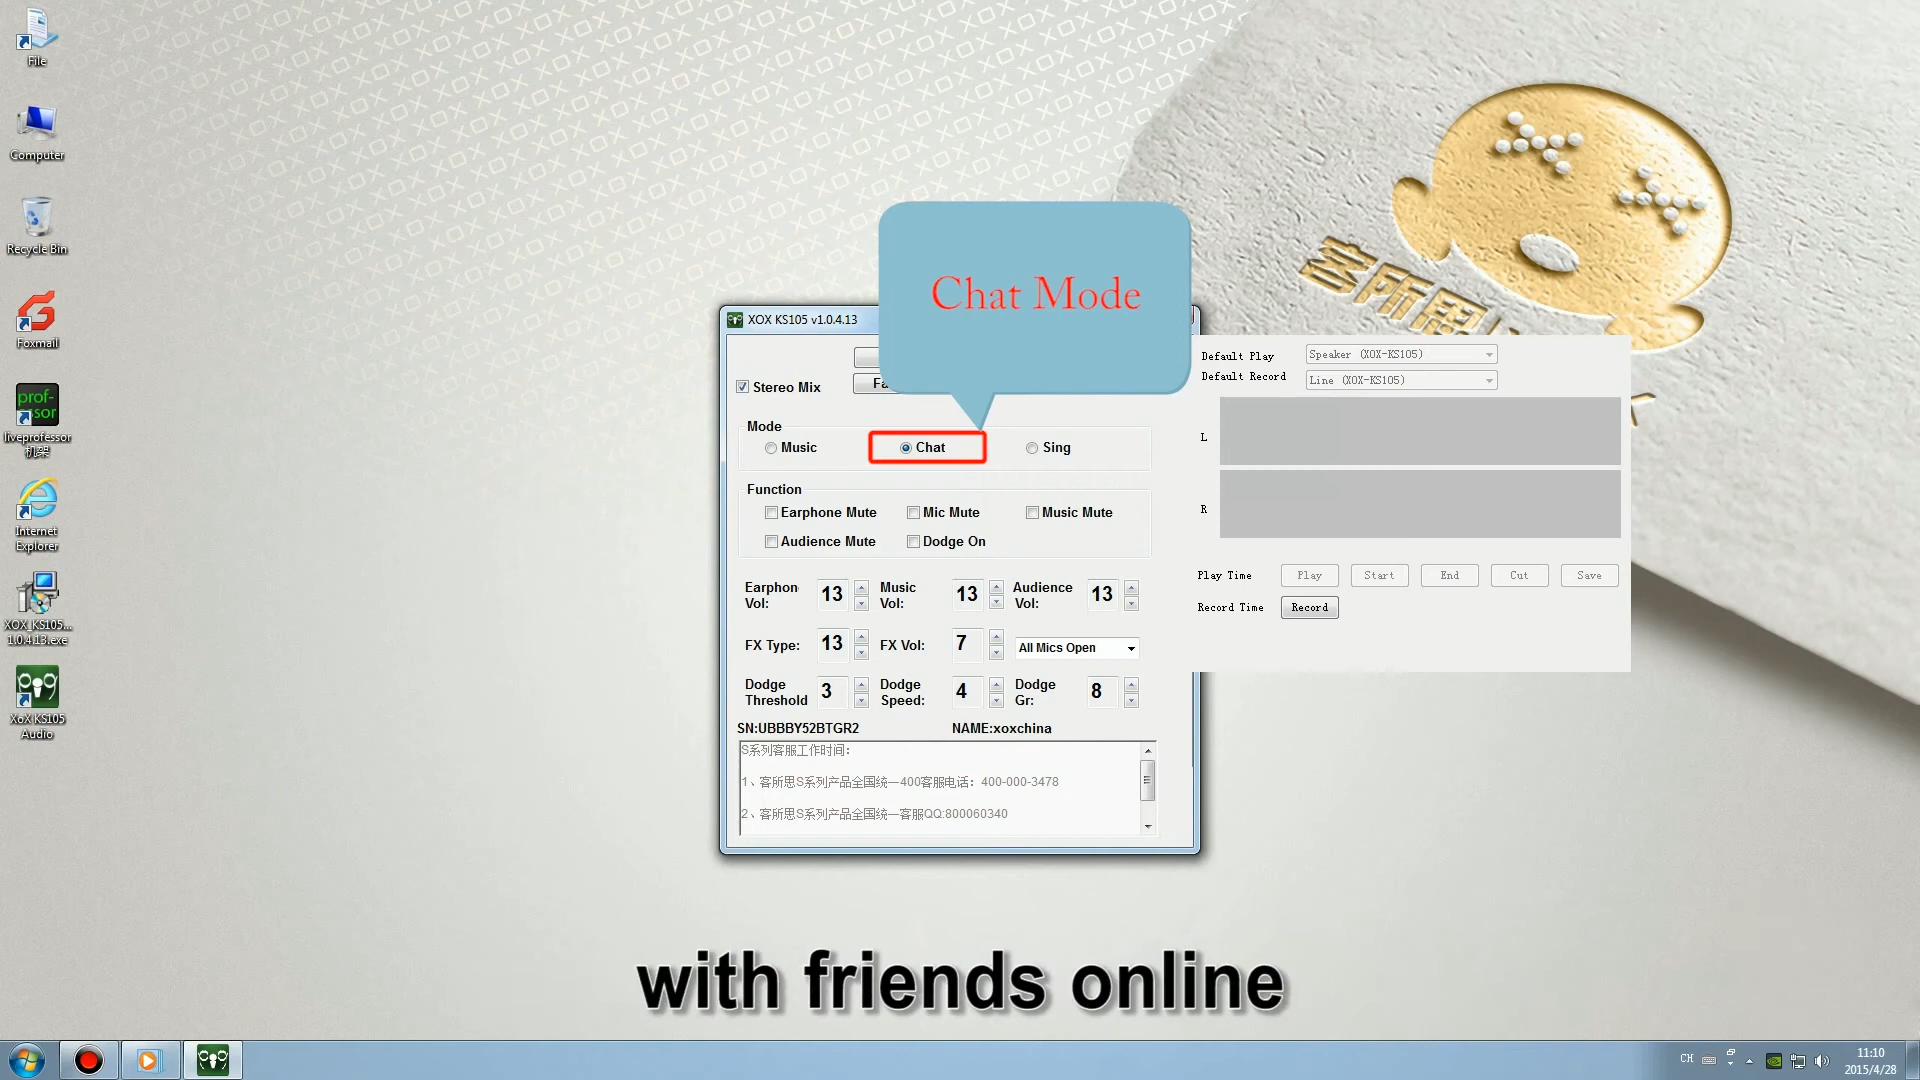 File
Computer
Recycle Bin
Foxmail
prof-
ssor
liveprofessor
机架
Internet
Explorer
XOX_KS105...
1.0.4.13.exe
XoX KS105
Audio
客所思
Chat Mode
XOX KS105 v1.0.4.13
Stereo Mix
Fa
Mode
Music
Chat
Sing
Function
Earphone Mute
Mic Mute
Music Mute
Audience Mute
Dodge On
Earphon
Vol:
13
Music
Vol:
13
Audience
Vol:
13
FX Type:
13
FX Vol:
7
All Mics Open
Dodge
Threshold
3
Dodge
Speed:
4
Dodge
Gr:
8
SN:UBBBY52BTGR2
NAME:xoxchina
S系列客服工作时间:
1、客所思S系列产品全国统一400客服电话：400-000-3478
2、客所思S系列产品全国统一客服QQ:800060340
Default Play
Speaker (XOX-KS105)
Default Record
Line (XOX-KS105)
L
R
Play Time
Play
Start
End
Cut
Save
Record Time
Record
with friends online
CH
11:10
2015/4/28